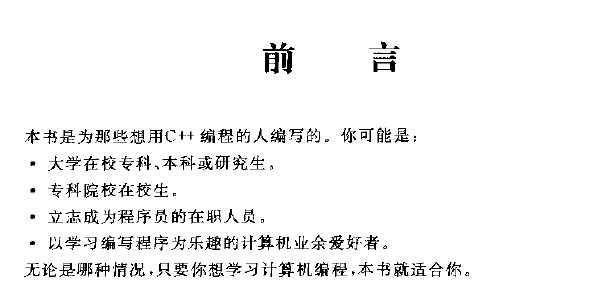 前 言
本书是为那些想用C++ 编程的人编写的。你可能是:
• 大学在校专科、本科或研究生。
• 专科院校在校生。
• 立志成为程序员的在职人员。
• 以学习编写程序为乐趣的计算机业余爱好者。
无论是哪种情况,只要你想学习计算机编程,本书就适合你。